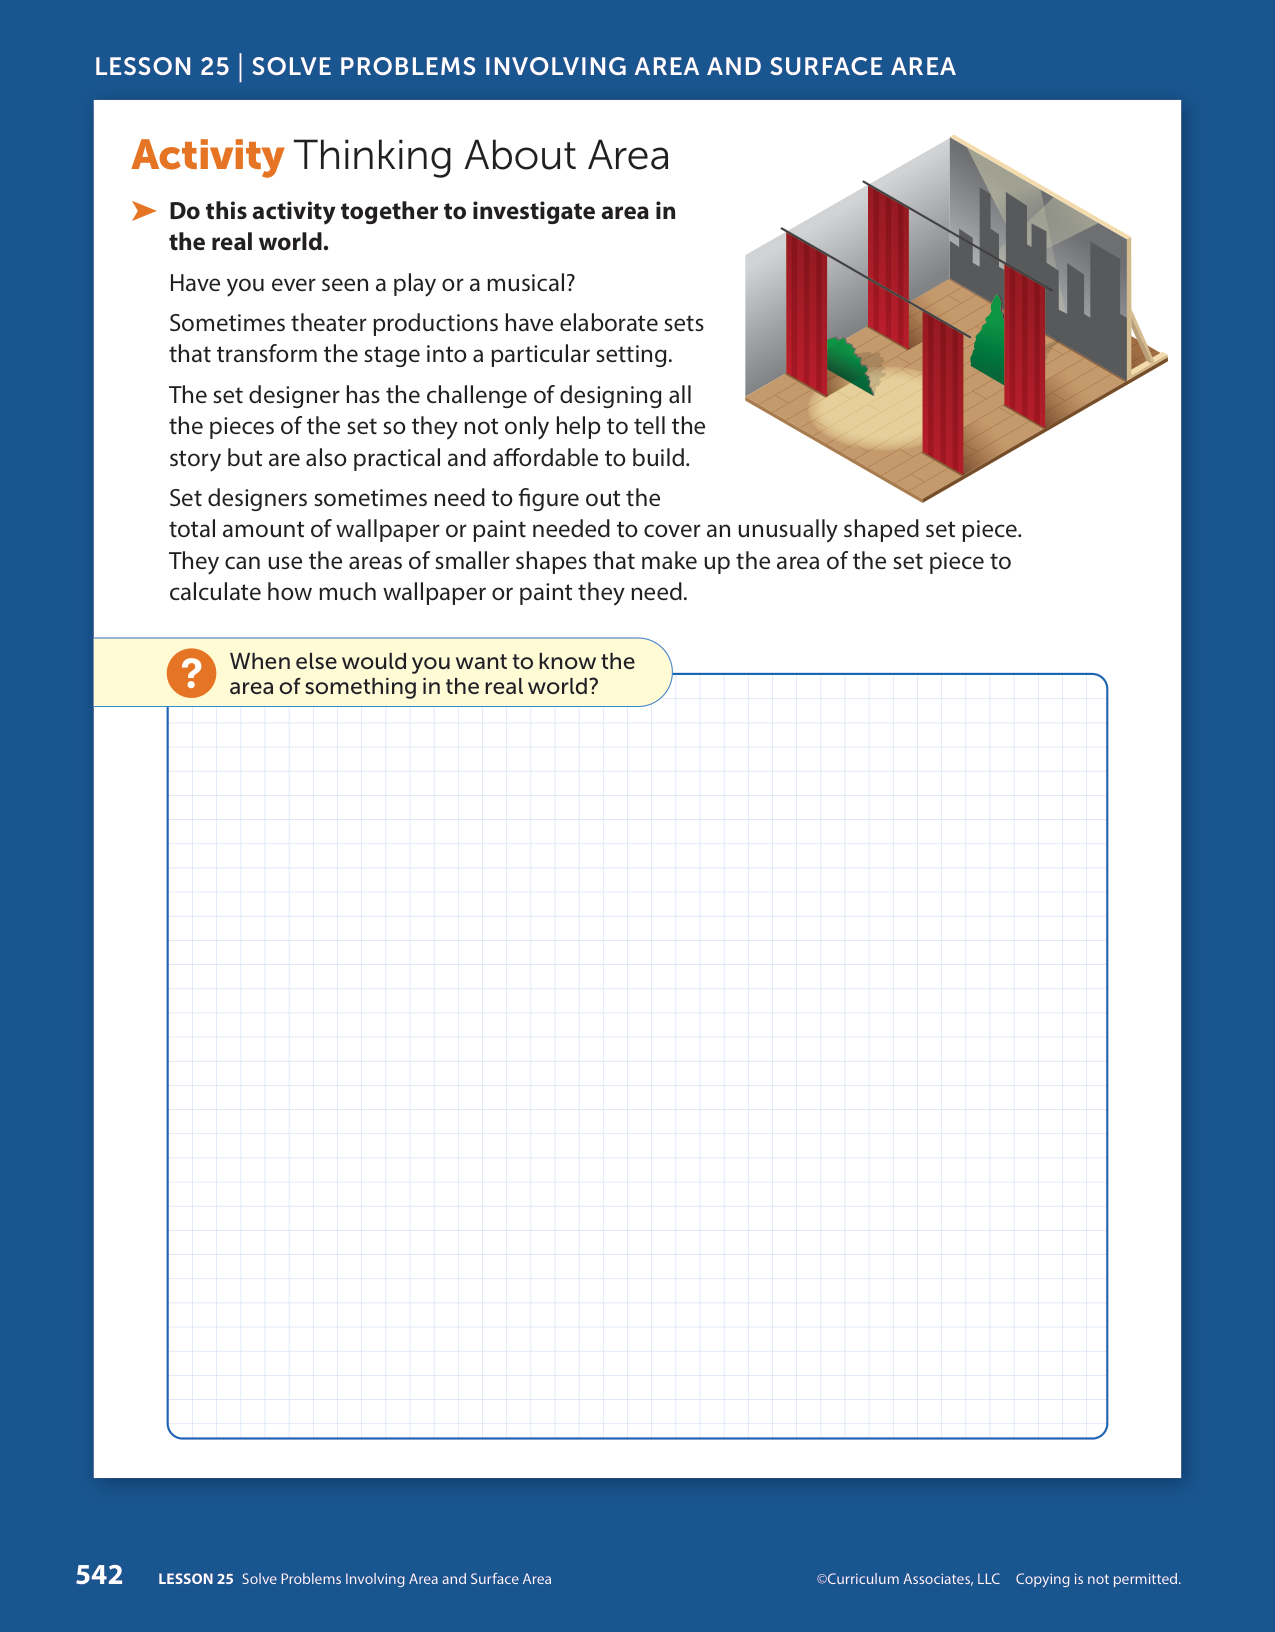 LESSON 25 | SOLVE PROBLEMS INVOLVING AREA AND SURFACE AREA
Activity Thinking About Area
Do this activity together to investigate area in
the real world.
Have you ever seen a play or a musical?
Sometimes theater productions have elaborate sets
that transform the stage into a particular setting.
The set designer has the challenge of designing all
the pieces of the set so they not only help to tell the
story but are also practical and affordable to build.
Set designers sometimes need to figure out the
total amount of wallpaper or paint needed to cover an unusually shaped set piece.
They can use the areas of smaller shapes that make up the area of the set piece to
calculate how much wallpaper or paint they need.
? When else would you want to know the
area of something in the real world?
542 LESSON 25 Solve Problems Involving Area and Surface Area ©Curriculum Associates, LLC Copying is not permitted.